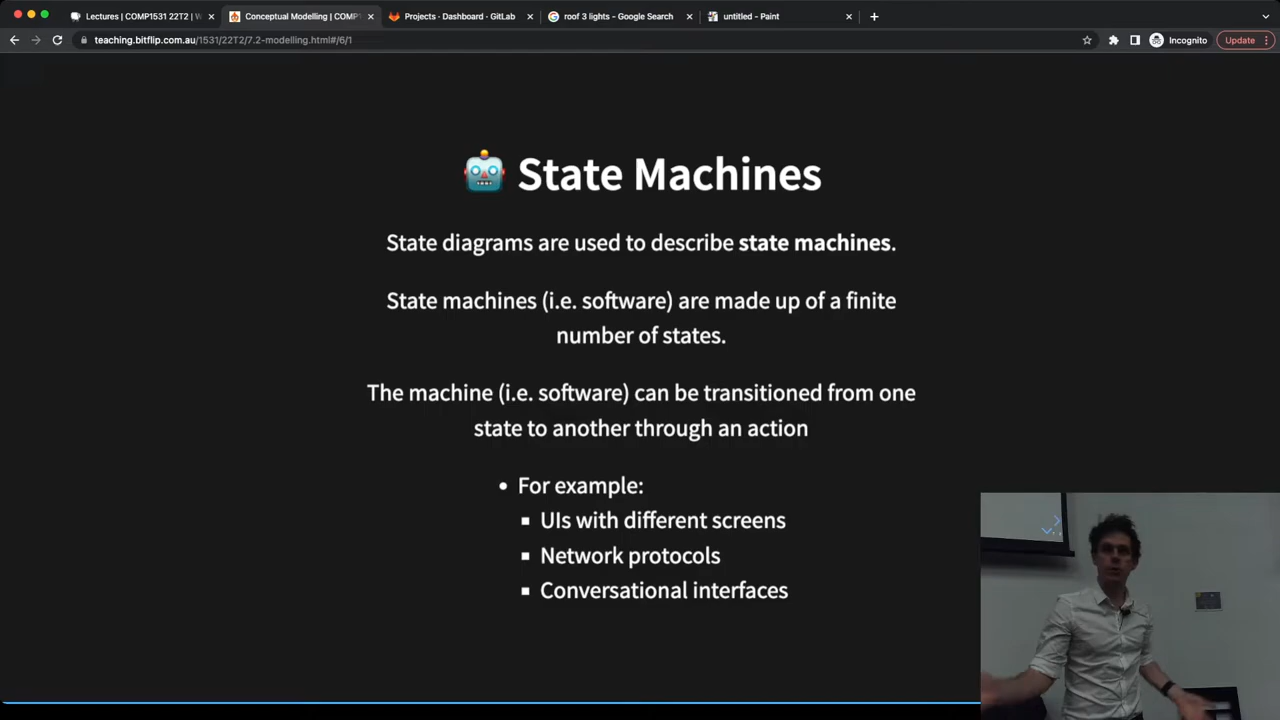 Lectures | COMP1531 22T2 | W
Conceptual Modelling | COMP1
Projects · Dashboard · GitLab
roof 3 lights - Google Search
untitled - Paint
teaching.bitflip.com.au/1531/22T2/7.2-modelling.html#/6/1
Incognito
Update
State Machines
State diagrams are used to describe state machines.
State machines (i.e. software) are made up of a finite
number of states.
The machine (i.e. software) can be transitioned from one
state to another through an action
• For example:
▪ UIs with different screens
▪ Network protocols
▪ Conversational interfaces